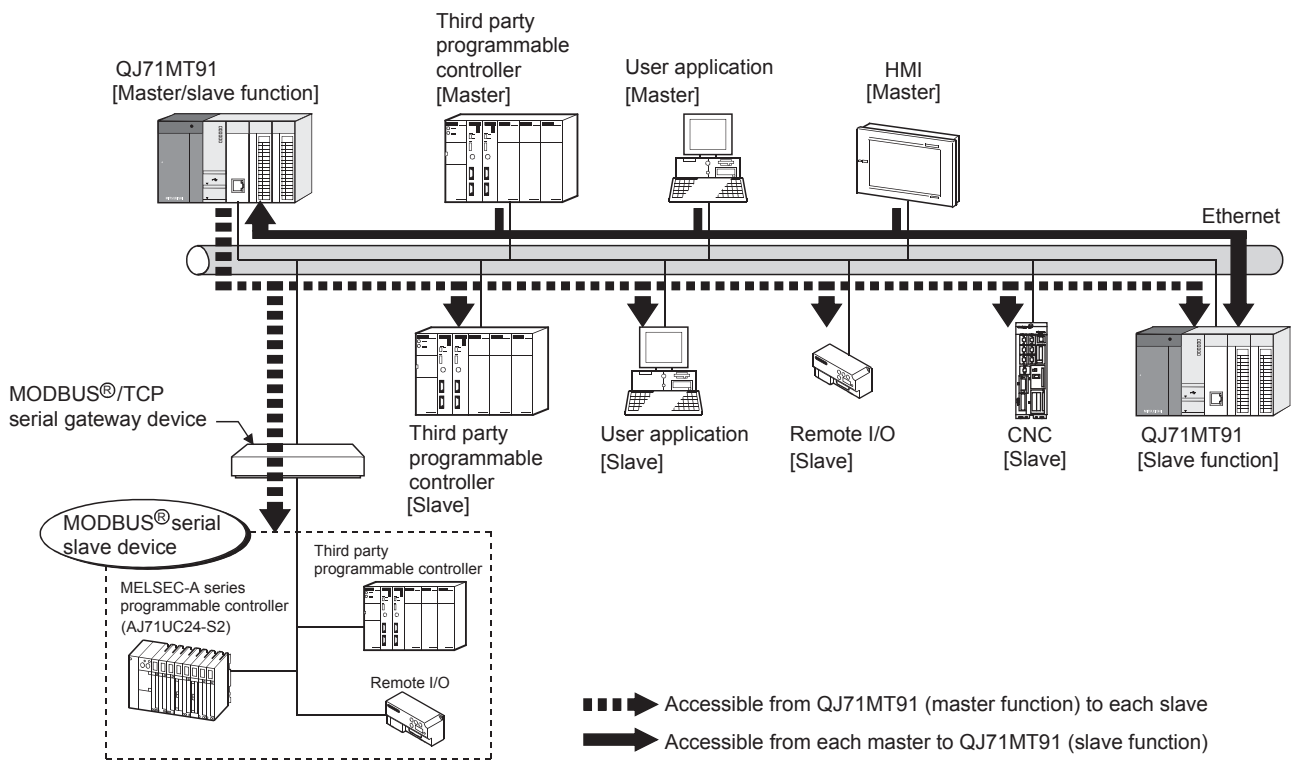 Third party
programmable
controller
[Master]
QJ71MT91
[Master/slave function]
User application
[Master]
HMI
[Master]
Ethernet
MODBUS®/TCP
serial gateway device
Third party
programmable
controller
[Slave]
User application
[Slave]
Remote I/O
[Slave]
CNC
[Slave]
QJ71MT91
[Slave function]
MODBUS®serial
slave device
Third party
programmable controller
MELSEC-A series
programmable controller
(AJ71UC24-S2)
Remote I/O
Accessible from QJ71MT91 (master function) to each slave
Accessible from each master to QJ71MT91 (slave function)